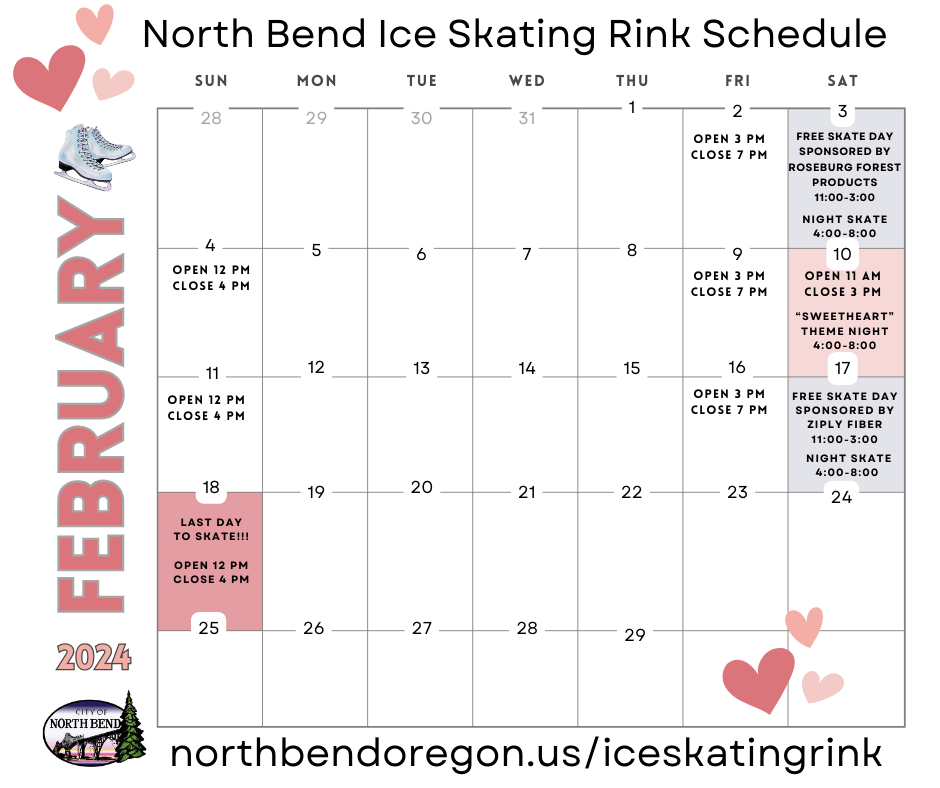 North Bend Ice Skating Rink Schedule
SUN MON TUE WED THU FRI SAT
28 29 30 31 1 2 3
OPEN 3 PM
CLOSE 7 PM
FREE SKATE DAY
SPONSORED BY
ROSEBURG FOREST
PRODUCTS
11:00-3:00
NIGHT SKATE
4:00-8:00
4 5 6 7 8 9 10
OPEN 12 PM
CLOSE 4 PM
OPEN 3 PM
CLOSE 7 PM
OPEN 11 AM
CLOSE 3 PM
“SWEETHEART”
THEME NIGHT
4:00-8:00
11 12 13 14 15 16 17
OPEN 12 PM
CLOSE 4 PM
OPEN 3 PM
CLOSE 7 PM
FREE SKATE DAY
SPONSORED BY
ZIPLY FIBER
11:00-3:00
NIGHT SKATE
4:00-8:00
18 19 20 21 22 23 24
LAST DAY
TO SKATE!!!
OPEN 12 PM
CLOSE 4 PM
25 26 27 28 29
FEBRUARY
2024
CITY OF
NORTH BEND
northbendoregon.us/iceskatingrink